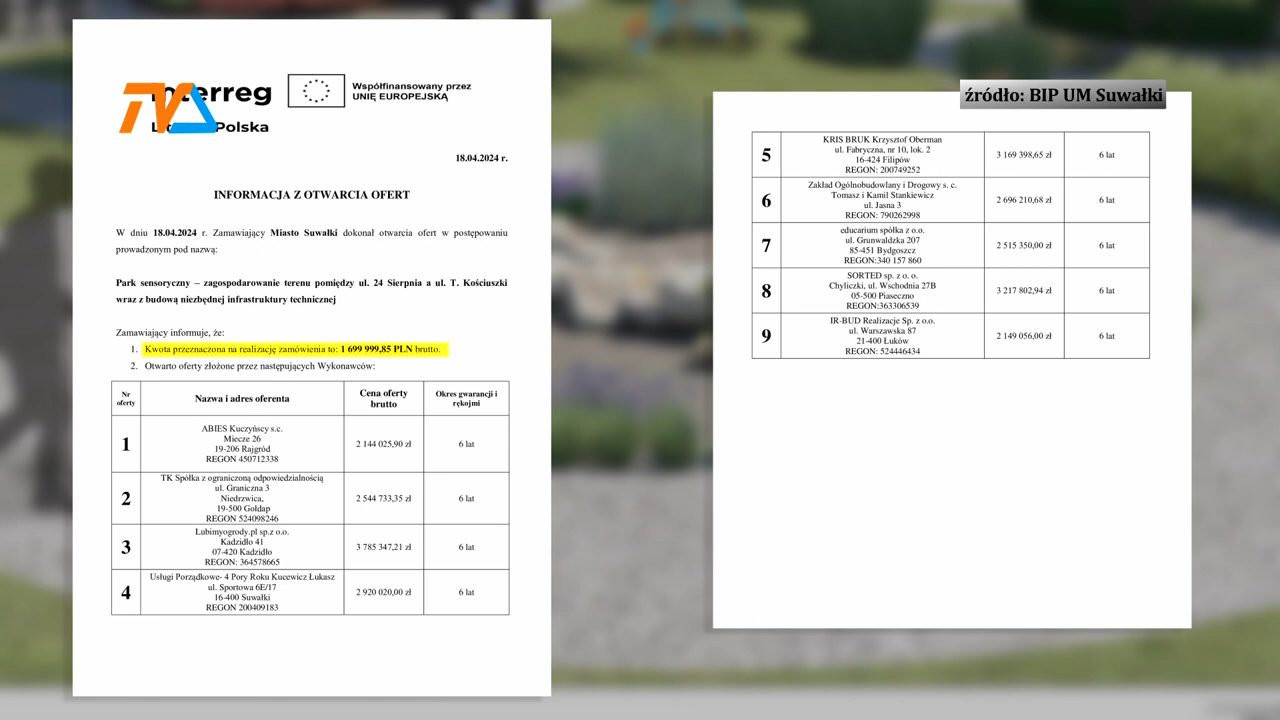 Interreg
Współfinansowany przez
UNIĘ EUROPEJSKĄ
TVA
Polska
18.04.2024 r.
INFORMACJA Z OTWARCIA OFERT
W dniu 18.04.2024 r. Zamawiający Miasto Suwałki dokonał otwarcia ofert w postępowaniu
prowadzonym pod nazwą:
Park sensoryczny – zagospodarowanie terenu pomiędzy ul. 24 Sierpnia a ul. T. Kościuszki
wraz z budową niezbędnej infrastruktury technicznej
Zamawiający informuje, że:
1. Kwota przeznaczona na realizację zamówienia to: 1 699 999,85 PLN brutto.
2. Otwarto oferty złożone przez następujących Wykonawców:
Nr oferty Nazwa i adres oferenta Cena oferty brutto Okres gwarancji i rękojmi
1 ABIES Kuczyńscy s.c. 2 144 025,90 zł 6 lat
Miecze 26
19-206 Rajgród
REGON 450712338
2 TK Spółka z ograniczoną odpowiedzialnością 2 544 733,35 zł 6 lat
ul. Graniczna 3
Niedrzwica,
19-500 Gołdap
REGON 524098246
3 Lubimyogrody.pl sp.z o.o. 3 785 347,21 zł 6 lat
Kadzidło 41
07-420 Kadzidło
REGON: 364578665
4 Usługi Porządkowe- 4 Pory Roku Kucewicz Łukasz 2 920 020,00 zł 6 lat
ul. Sportowa 6E/17
16-400 Suwałki
REGON 200409183
źródło: BIP UM Suwałki
5 KRIS BRUK Krzysztof Oberman 3 169 398,65 zł 6 lat
ul. Fabryczna, nr 10, lok. 2
16-424 Filipów
REGON: 200749252
6 Zakład Ogólnobudowlany i Drogowy s. c. 2 696 210,68 zł 6 lat
Tomasz i Kamil Stankiewicz
ul. Jasna 3
REGON: 790262998
7 educarium spółka z o.o. 2 515 350,00 zł 6 lat
ul. Grunwaldzka 207
85-451 Bydgoszcz
REGON:340 157 860
8 SORTED sp. z o. o. 3 217 802,94 zł 6 lat
Chyliczki, ul. Wschodnia 27B
05-500 Piaseczno
REGON:363306539
9 IR-BUD Realizacje Sp. z o.o. 2 149 056,00 zł 6 lat
ul. Warszawska 87
21-400 Łuków
REGON: 524446434